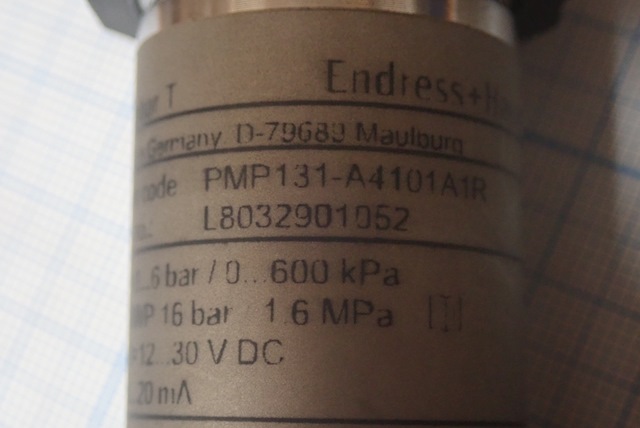 T Endress+H
Germany D-79689 Maulburg
code PMP131-A4101A1R
L8032901052
...6 bar / 0...600 kPa
16 bar / 1.6 MPa
=12...30 V DC
...20 mA